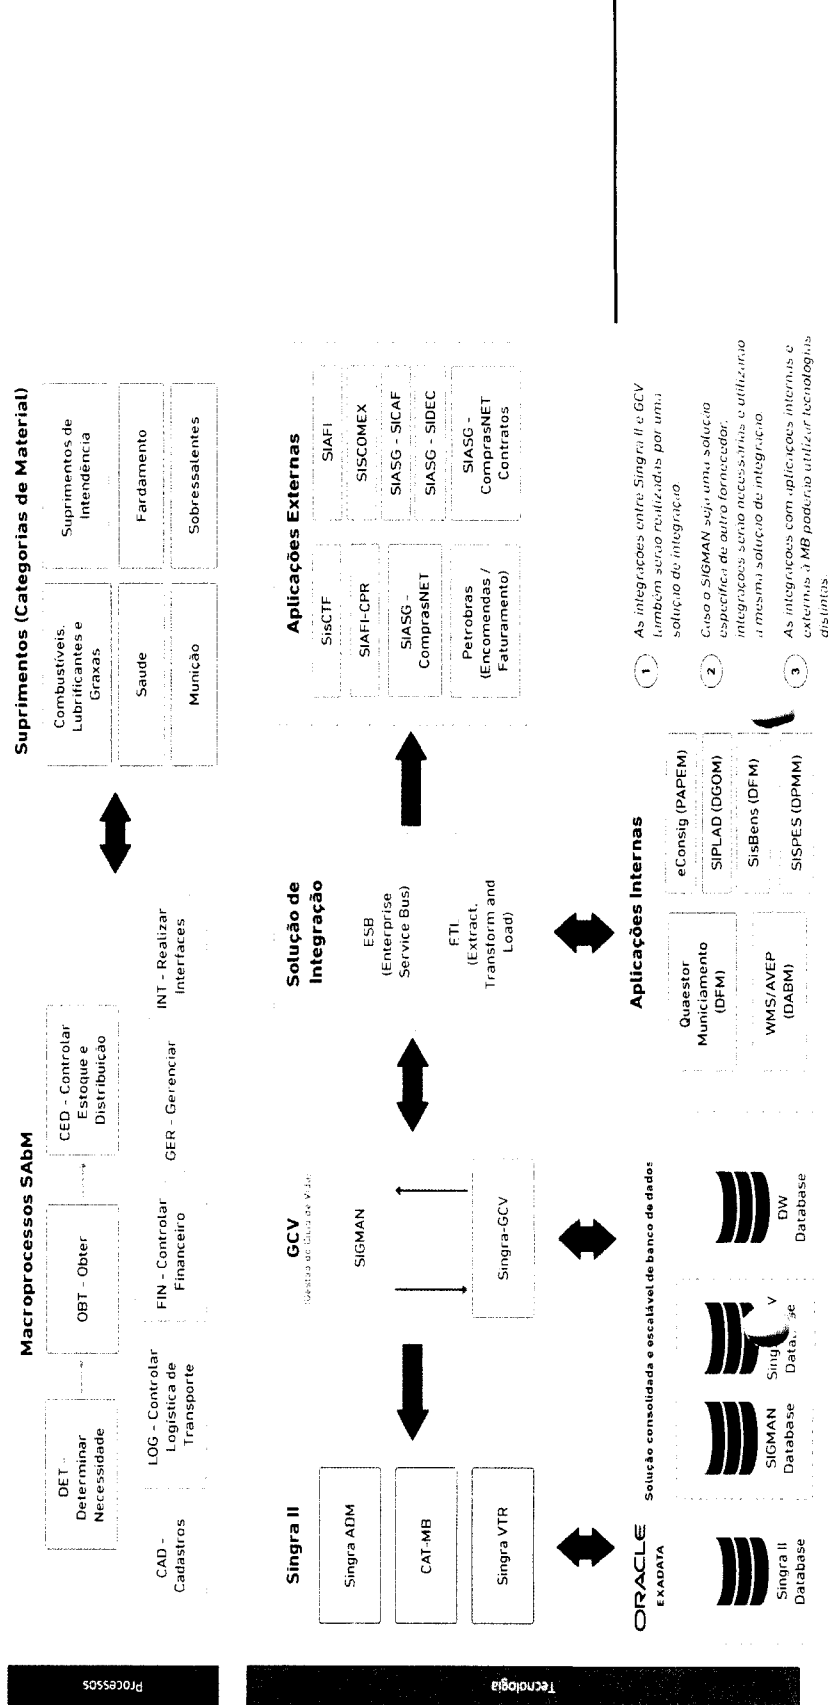 Processos
Macroprocessos SAbM
DET -
Determinar
Necessidade
OBT - Obter
CED - Controlar
Estoque e
Distribuição
CAD -
Cadastros
LOG - Controlar
Logística de
Transporte
FIN - Controlar
Financeiro
GER - Gerenciar
INT - Realizar
Interfaces
Suprimentos (Categorias de Material)
Combustíveis.
Lubrificantes e
Graxas
Suprimentos de
Intendência
Saude
Fardamento
Munição
Sobressalentes
Tecnologia
Singra II
Singra ADM
CAT-MB
Singra VTR
GCV
SIGMAN
Singra-GCV
Solução de
Integração
ESB
(Enterprise
Service Bus)
ETL
(Extract,
Transform and
Load)
Aplicações Externas
SisCTF
SIAFI
SIAFI-CPR
SISCOMEX
SIASG -
ComprasNET
SIASG - SICAF
SIASG - SIDEC
Petrobras
(Encomendas /
Faturamento)
SIASG -
ComprasNET
Contratos
ORACLE
EXADATA
Solução consolidada e escalável de banco de dados
Singra II
Database
SIGMAN
Database
DW
Database
Aplicações Internas
Quaestor
Municiamento
(DFM)
WMS/AVEP
(DABM)
eConsig (PAPEM)
SIPLAD (DGOM)
SisBens (DFM)
SISPES (DPMM)
1 As integrações entre Singra II e GCV
também serão realizadas por uma
solução de integração.
2 Caso o SIGMAN seja uma solução
específica de outro fornecedor,
integrações serão necessárias e utilizarão
a mesma solução de integração.
3 As integrações com aplicações internas e
externas à MB poderão utilizar tecnologias
distintas.